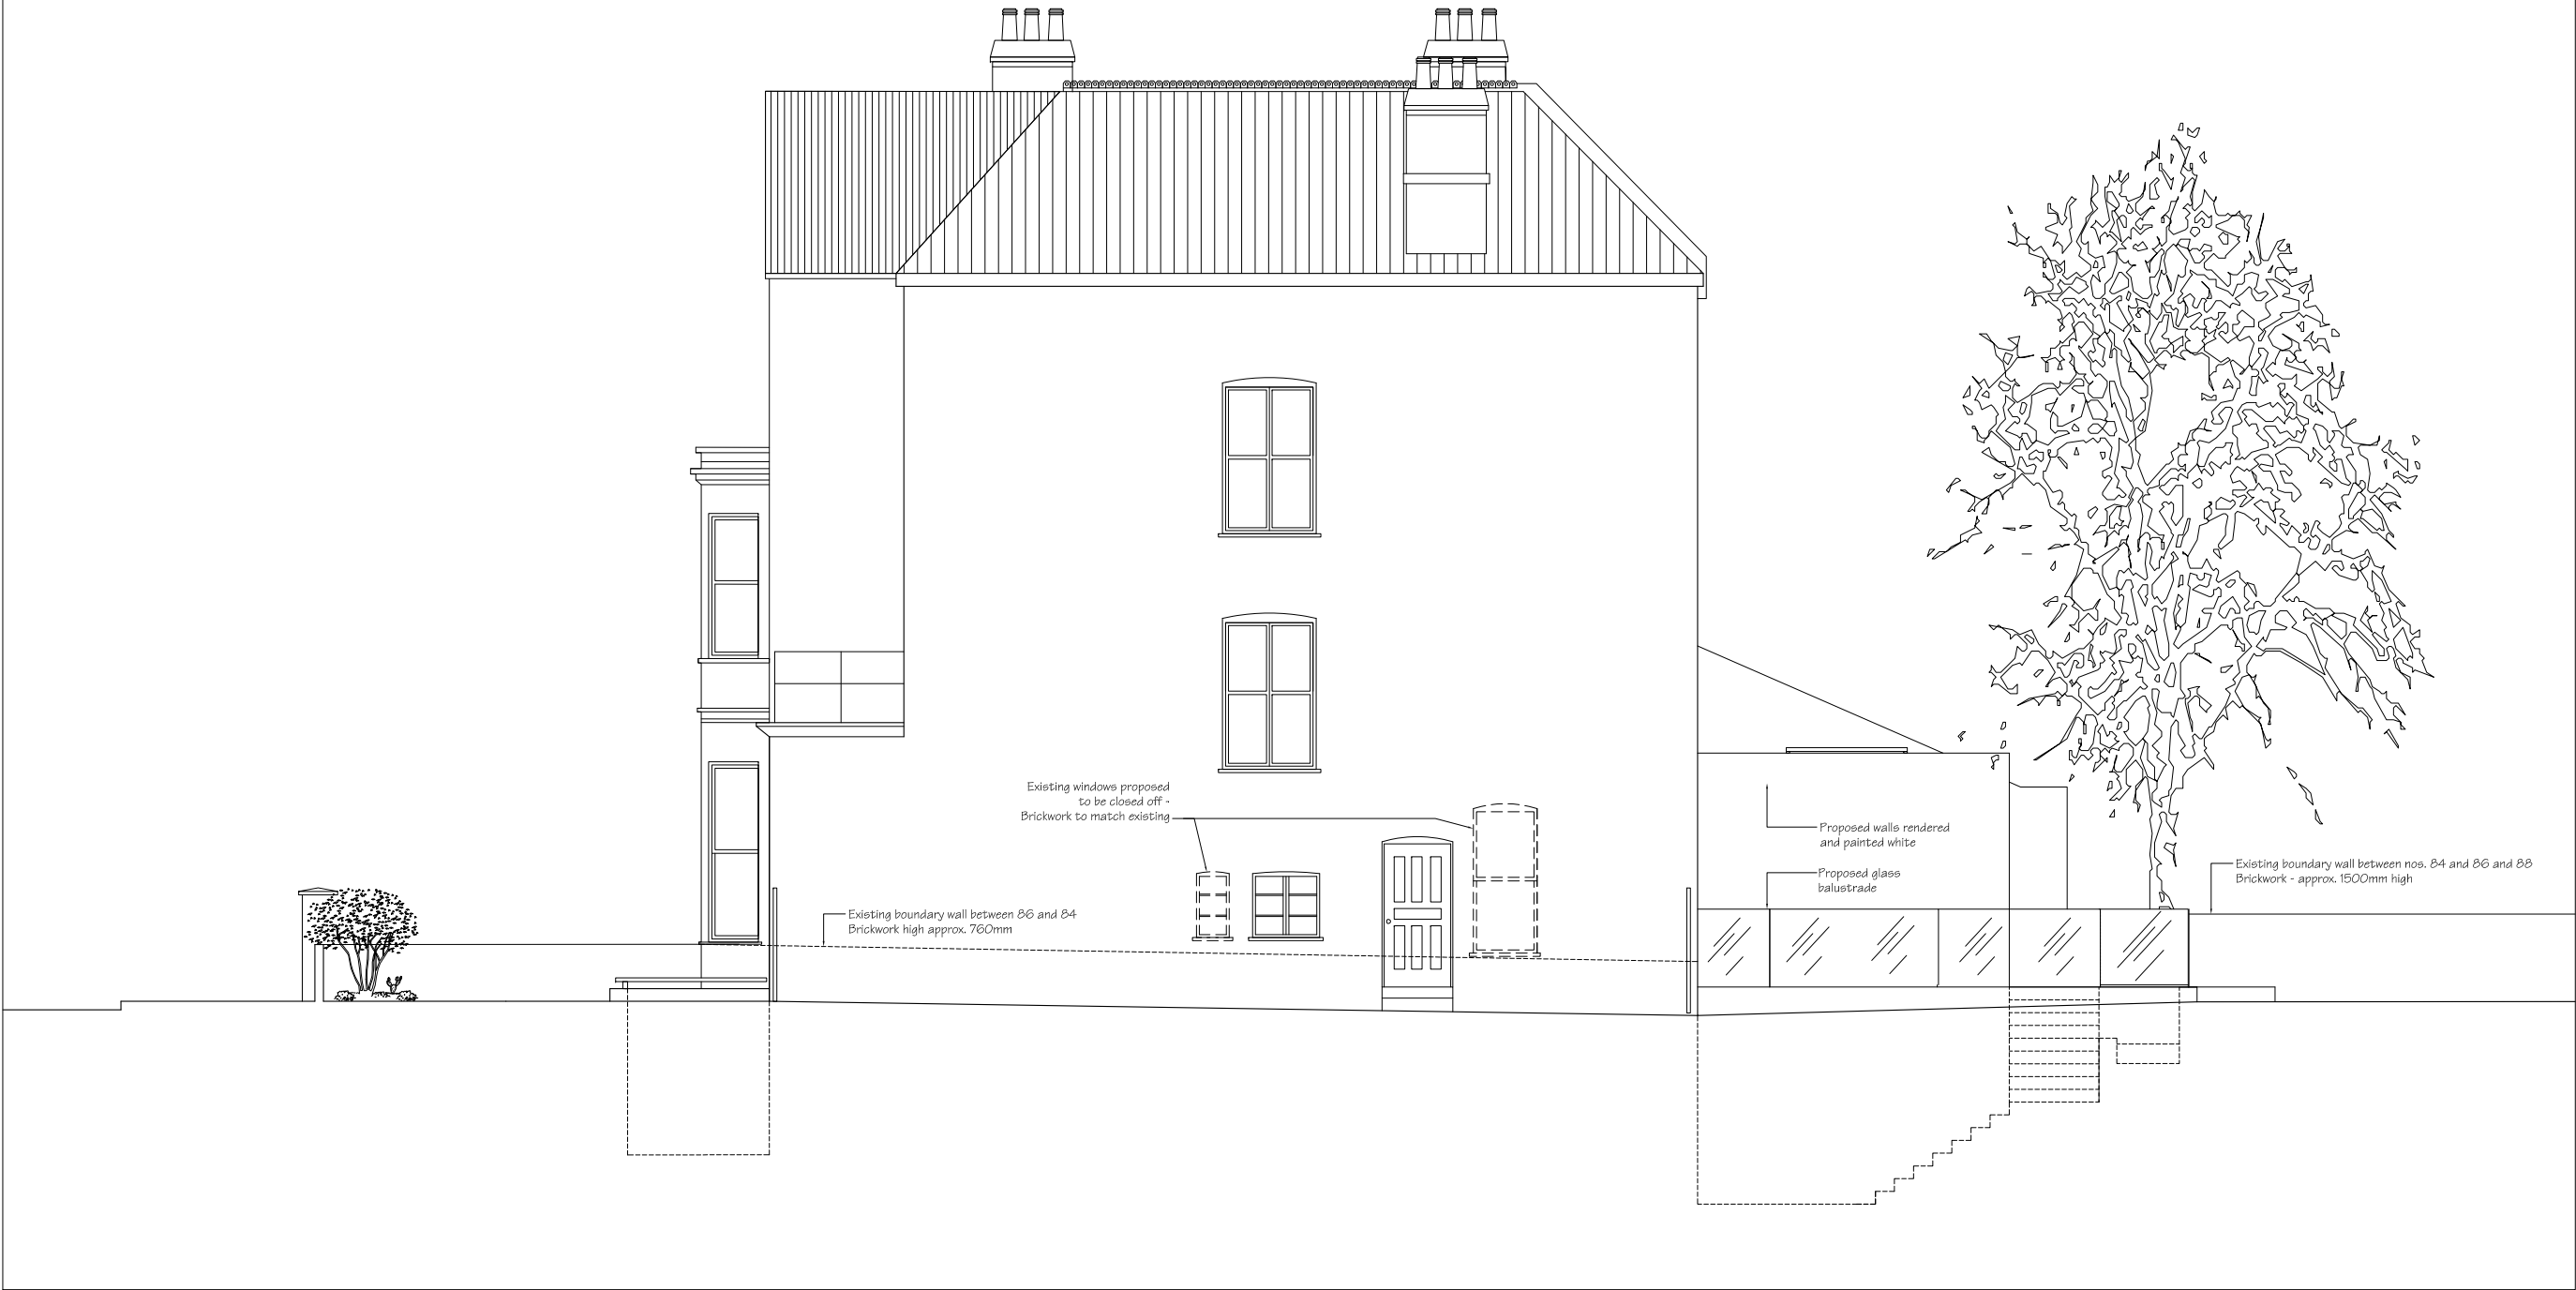 Existing windows proposed
to be closed off -
Brickwork to match existing
Proposed walls rendered
and painted white
Proposed glass
balustrade
Existing boundary wall between nos. 84 and 86 and 88
Brickwork - approx. 1500mm high
Existing boundary wall between 86 and 84
Brickwork high approx. 760mm